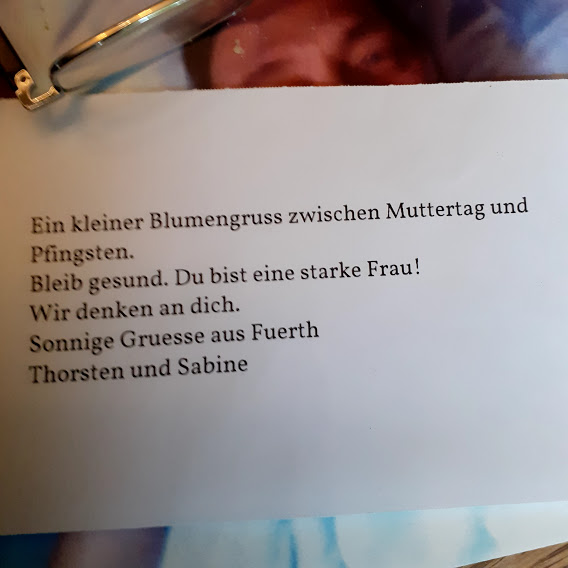 Ein kleiner Blumengruss zwischen Muttertag und
Pfingsten.
Bleib gesund. Du bist eine starke Frau!
Wir denken an dich.
Sonnige Gruesse aus Fuerth
Thorsten und Sabine